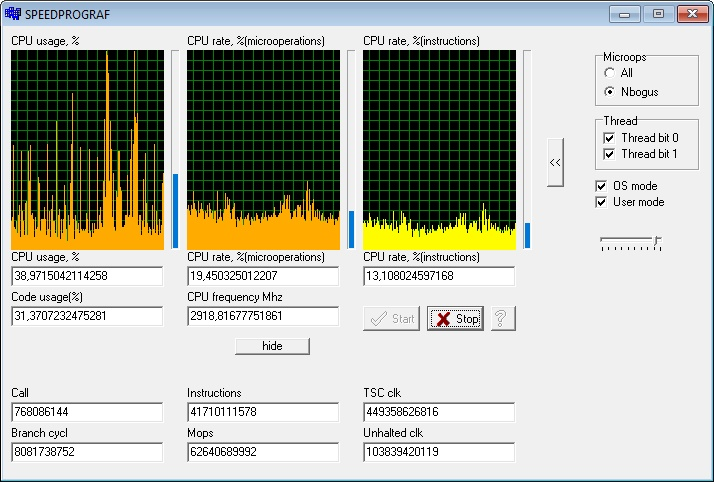 SPEEDPROGRAF
CPU usage, %
CPU rate, %(microoperations)
CPU rate, %(instructions)
Microops
All
Nbogus
Thread
Thread bit 0
Thread bit 1
<<
OS mode
User mode
CPU usage, %
CPU rate, %(microoperations)
CPU rate, %(instructions)
38,9715042114258
19,450325012207
13,108024597168
Code usage(%)
CPU frequency Mhz
31,3707232475281
2918,81677751861
Start
Stop
?
hide
Call
Instructions
TSC clk
768086144
41710111578
449358626816
Branch cycl
Mops
Unhalted clk
8081738752
62640689992
103839420119